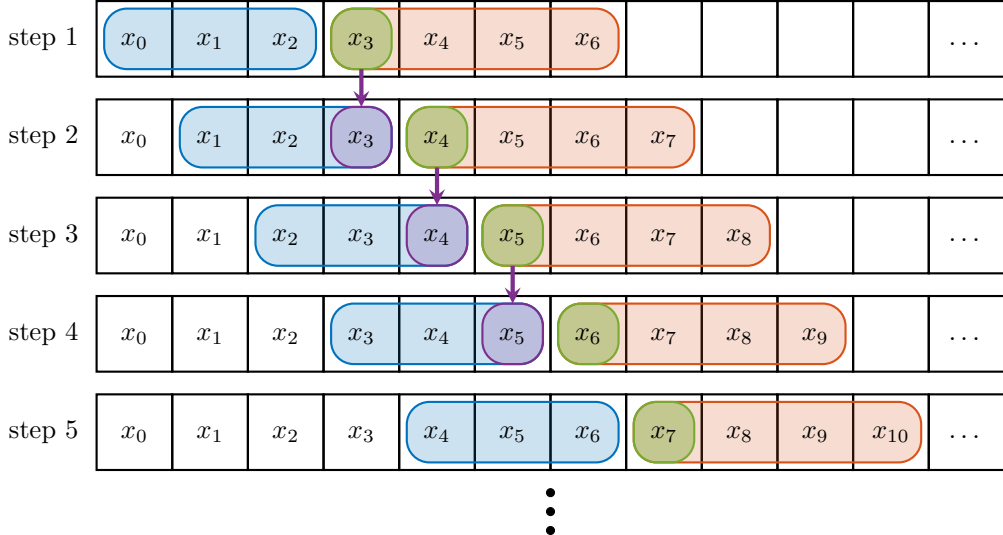 step 1 x₀ x₁ x₂ x₃ x₄ x₅ x₆ ...
step 2 x₀ x₁ x₂ x₃ x₄ x₅ x₆ x₇ ...
step 3 x₀ x₁ x₂ x₃ x₄ x₅ x₆ x₇ x₈ ...
step 4 x₀ x₁ x₂ x₃ x₄ x₅ x₆ x₇ x₈ x₉ ...
step 5 x₀ x₁ x₂ x₃ x₄ x₅ x₆ x₇ x₈ x₉ x₁₀ ...